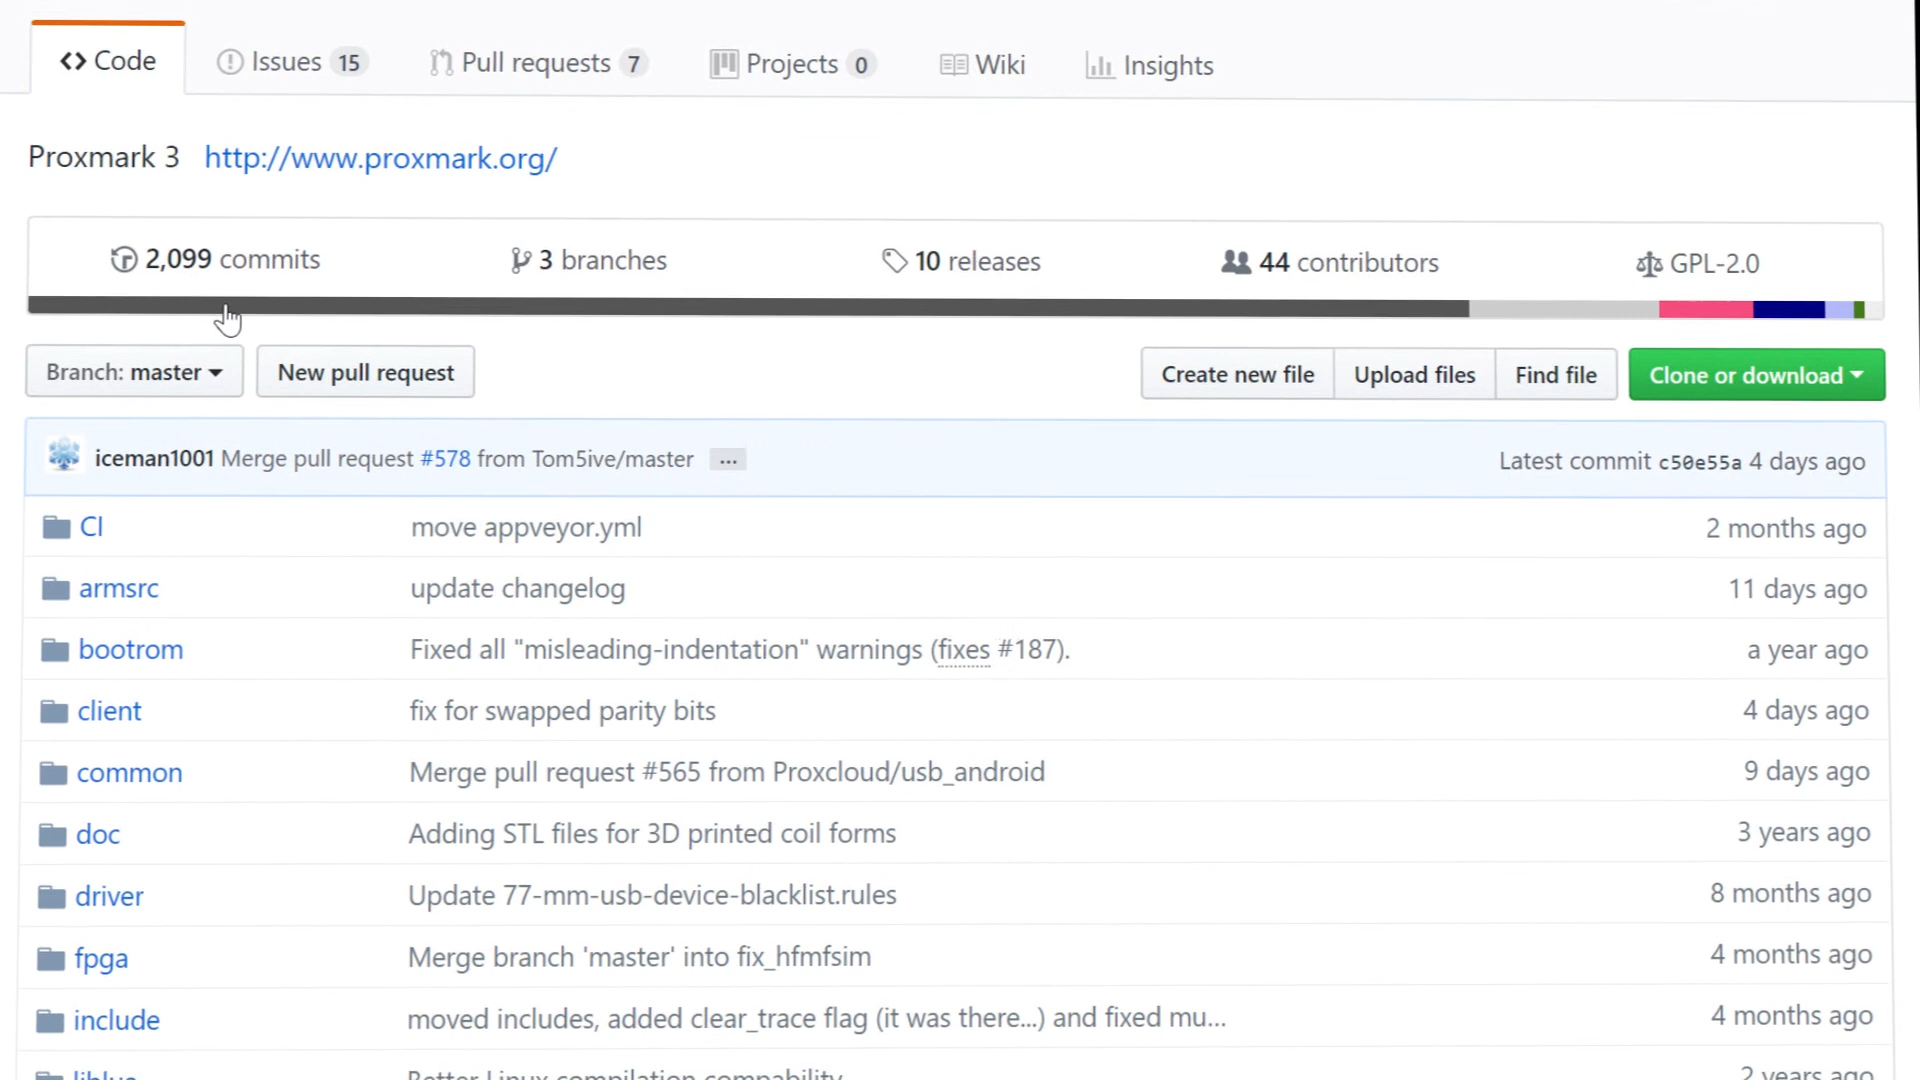 Code Issues 15 Pull requests 7 Projects 0 Wiki Insights
Proxmark 3 http://www.proxmark.org/
2,099 commits 3 branches 10 releases 44 contributors GPL-2.0
Branch: master New pull request Create new file Upload files Find file Clone or download
iceman1001 Merge pull request #578 from Tom5ive/master ... Latest commit c50e55a 4 days ago
CI move appveyor.yml 2 months ago
armsrc update changelog 11 days ago
bootrom Fixed all "misleading-indentation" warnings (fixes #187). a year ago
client fix for swapped parity bits 4 days ago
common Merge pull request #565 from Proxcloud/usb_android 9 days ago
doc Adding STL files for 3D printed coil forms 3 years ago
driver Update 77-mm-usb-device-blacklist.rules 8 months ago
fpga Merge branch 'master' into fix_hfmfsim 4 months ago
include moved includes, added clear_trace flag (it was there...) and fixed mu... 4 months ago
Better Linux compilation compability 2 years ago